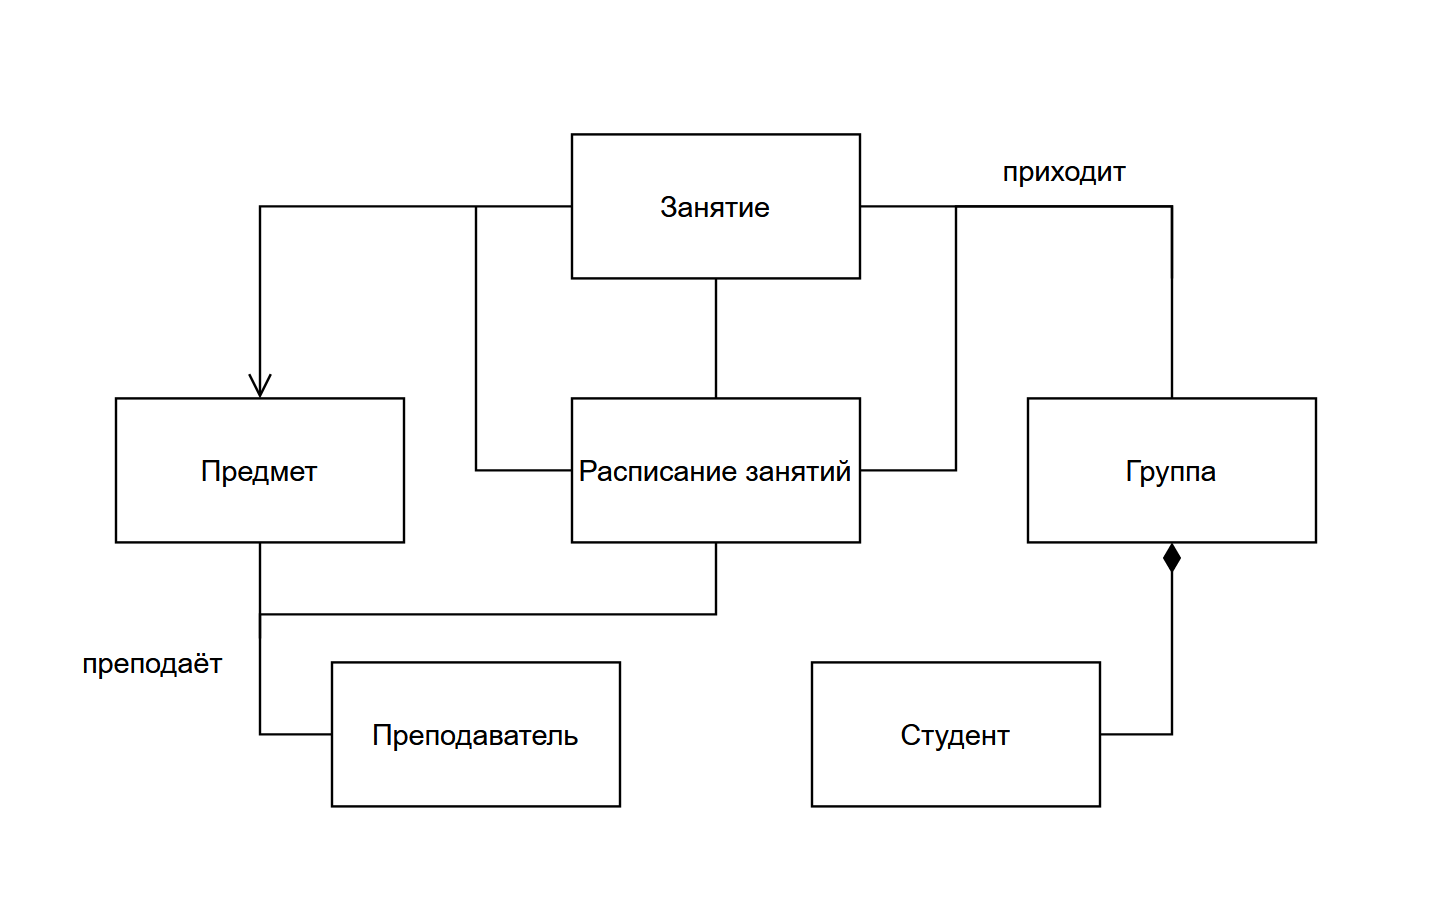 приходит
Занятие
Предмет
Расписание занятий
Группа
преподаёт
Преподаватель
Студент